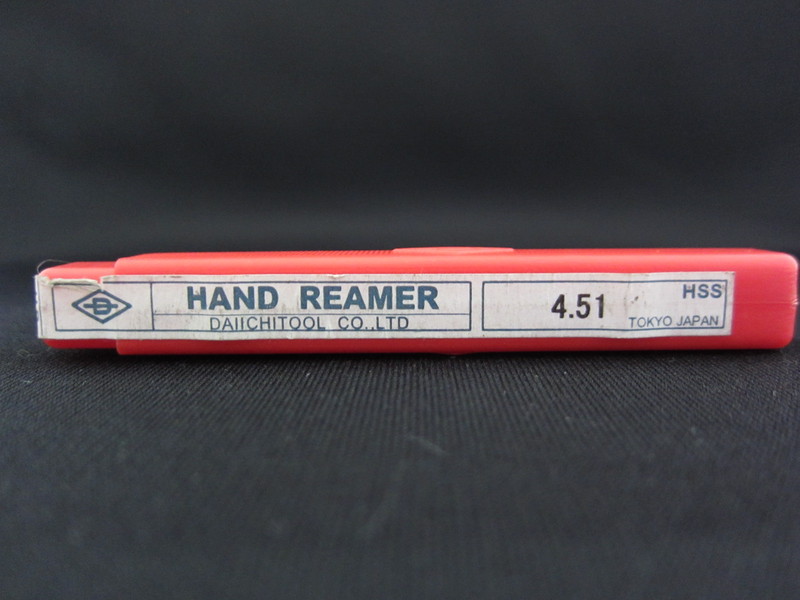 HAND REAMER
DAIICHITOOL CO.,LTD
4.51
HSS
TOKYO JAPAN